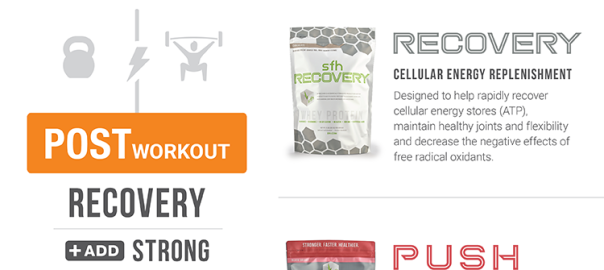 POST WORKOUT
RECOVERY
+ ADD STRONG
sfh
RECOVERY
WHEY PROTEIN
RECOVERY
CELLULAR ENERGY REPLENISHMENT
Designed to help rapidly recover
cellular energy stores (ATP),
maintain healthy joints and flexibility
and decrease the negative effects of
free radical oxidants.
STRONGER FASTER HEALTHIER
PUSH